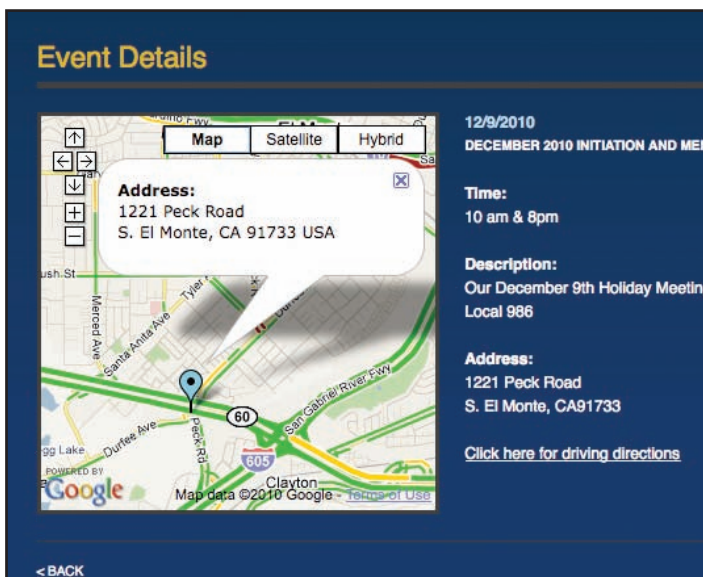 Event Details
Map
Satellite
Hybrid
Address:
1221 Peck Road
S. El Monte, CA 91733 USA
Merced Ave
Santa Anita Ave
Tyler
Durfee Ave
Peck Rd
60
605
San Gabriel River Fwy
Clayton
POWERED BY
Google
Map data ©2010 Google - Terms of Use
12/9/2010
DECEMBER 2010 INITIATION AND
Time:
10 am & 8pm
Description:
Our December 9th Holiday
Local 986
Address:
1221 Peck Road
S. El Monte, CA91733
Click here for driving directions
< BACK